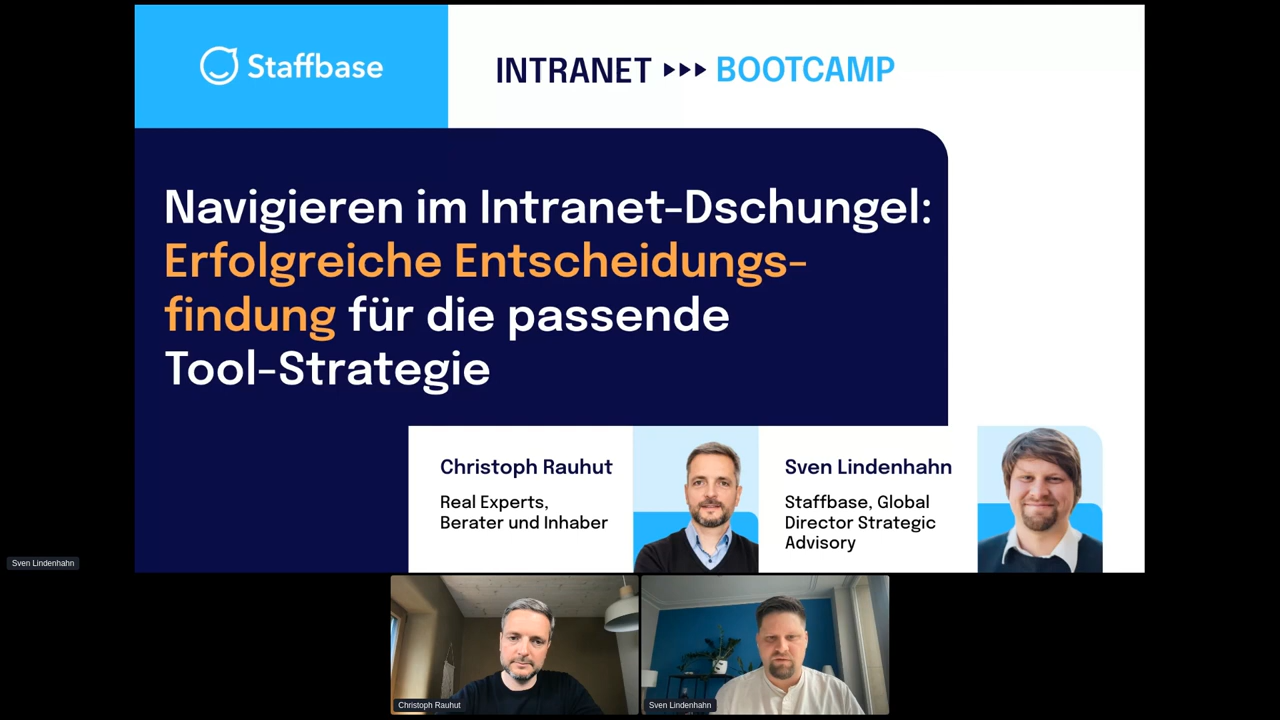 Staffbase
INTRANET BOOTCAMP
Navigieren im Intranet-Dschungel:
Erfolgreiche Entscheidungs-
findung für die passende
Tool-Strategie
Christoph Rauhut
Real Experts,
Berater und Inhaber
Sven Lindenhahn
Staffbase, Global
Director Strategic
Advisory
Sven Lindenhahn
Christoph Rauhut
Sven Lindenhahn